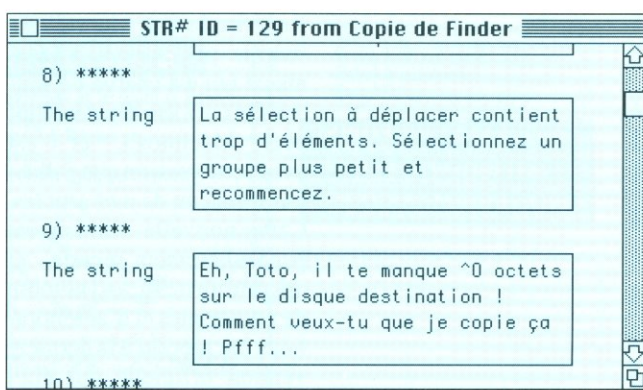 STR# ID = 129 from Copie de Finder
8) *****
The string
La sélection à déplacer contient
trop d'éléments. Sélectionnez un
groupe plus petit et
recommencez.
9) *****
The string
Eh, Toto, il te manque ^0 octets
sur le disque destination !
Comment veux-tu que je copie ça
! Pfff...
10) *****